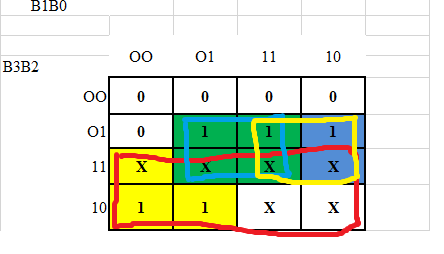 B1B0
OO O1 11 10
B3B2
OO 0 0 0 0
O1 0 1 1 1
11 X X X X
10 1 1 X X